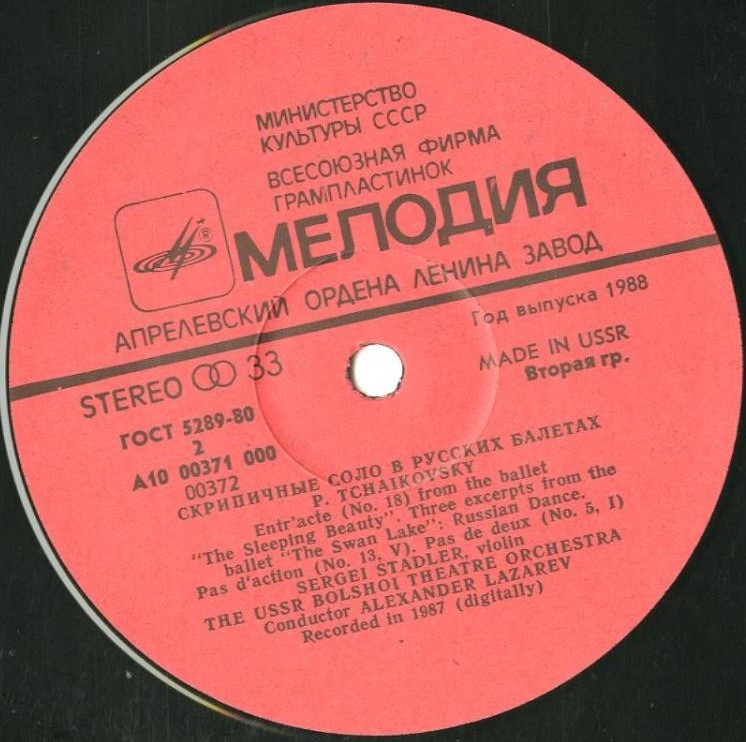 МИНИСТЕРСТВО
КУЛЬТУРЫ СССР
ВСЕСОЮЗНАЯ ФИРМА
ГРАМПЛАСТИНОК
®
МЕЛОДИЯ
АПРЕЛЕВСКИЙ ОРДЕНА ЛЕНИНА ЗАВОД
Год выпуска 1988
STEREO 33
MADE IN USSR
Вторая гр.
ГОСТ 5289-80
2
А10 00371 000
00372
СКРИПИЧНЫЕ СОЛО В РУССКИХ БАЛЕТАХ
P. TCHAIKOVSKY
Entr'acte (No. 18) from the ballet
"The Sleeping Beauty". Three excerpts from the
ballet "The Swan Lake": Russian Dance.
Pas d'action (No. 13, V). Pas de deux (No. 5, I)
SERGEI STADLER, violin
THE USSR BOLSHOI THEATRE ORCHESTRA
Conductor ALEXANDER LAZAREV
Recorded in 1987 (digitally)